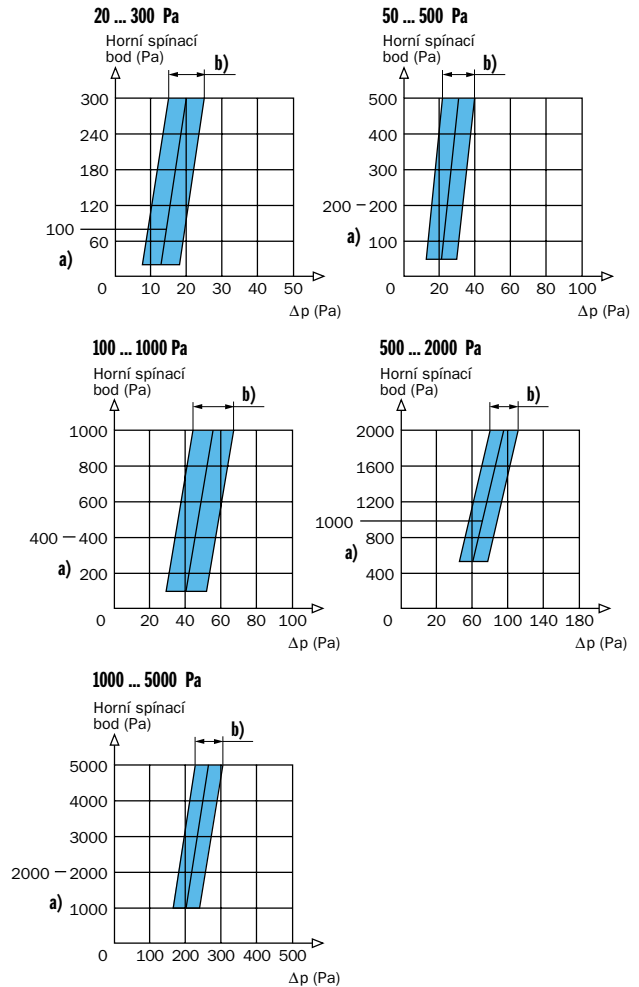 20 ... 300 Pa
Horní spínací
bod (Pa)
b)
300
240
180
120
100
60
a)
0
10 20 30 40 50
Δp (Pa)
50 ... 500 Pa
Horní spínací
bod (Pa)
b)
500
400
300
200 200
a)
100
0
20 40 60 80 100
Δp (Pa)
100 ... 1000 Pa
Horní spínací
bod (Pa)
b)
1000
800
600
400 400
a)
200
0
20 40 60 80 100
Δp (Pa)
500 ... 2000 Pa
Horní spínací
bod (Pa)
b)
2000
1600
1200
1000
800
a)
400
0
20 60 100 140 180
Δp (Pa)
1000 ... 5000 Pa
Horní spínací
bod (Pa)
b)
5000
4000
3000
2000 2000
a)
1000
0
100 200 300 400 500
Δp (Pa)